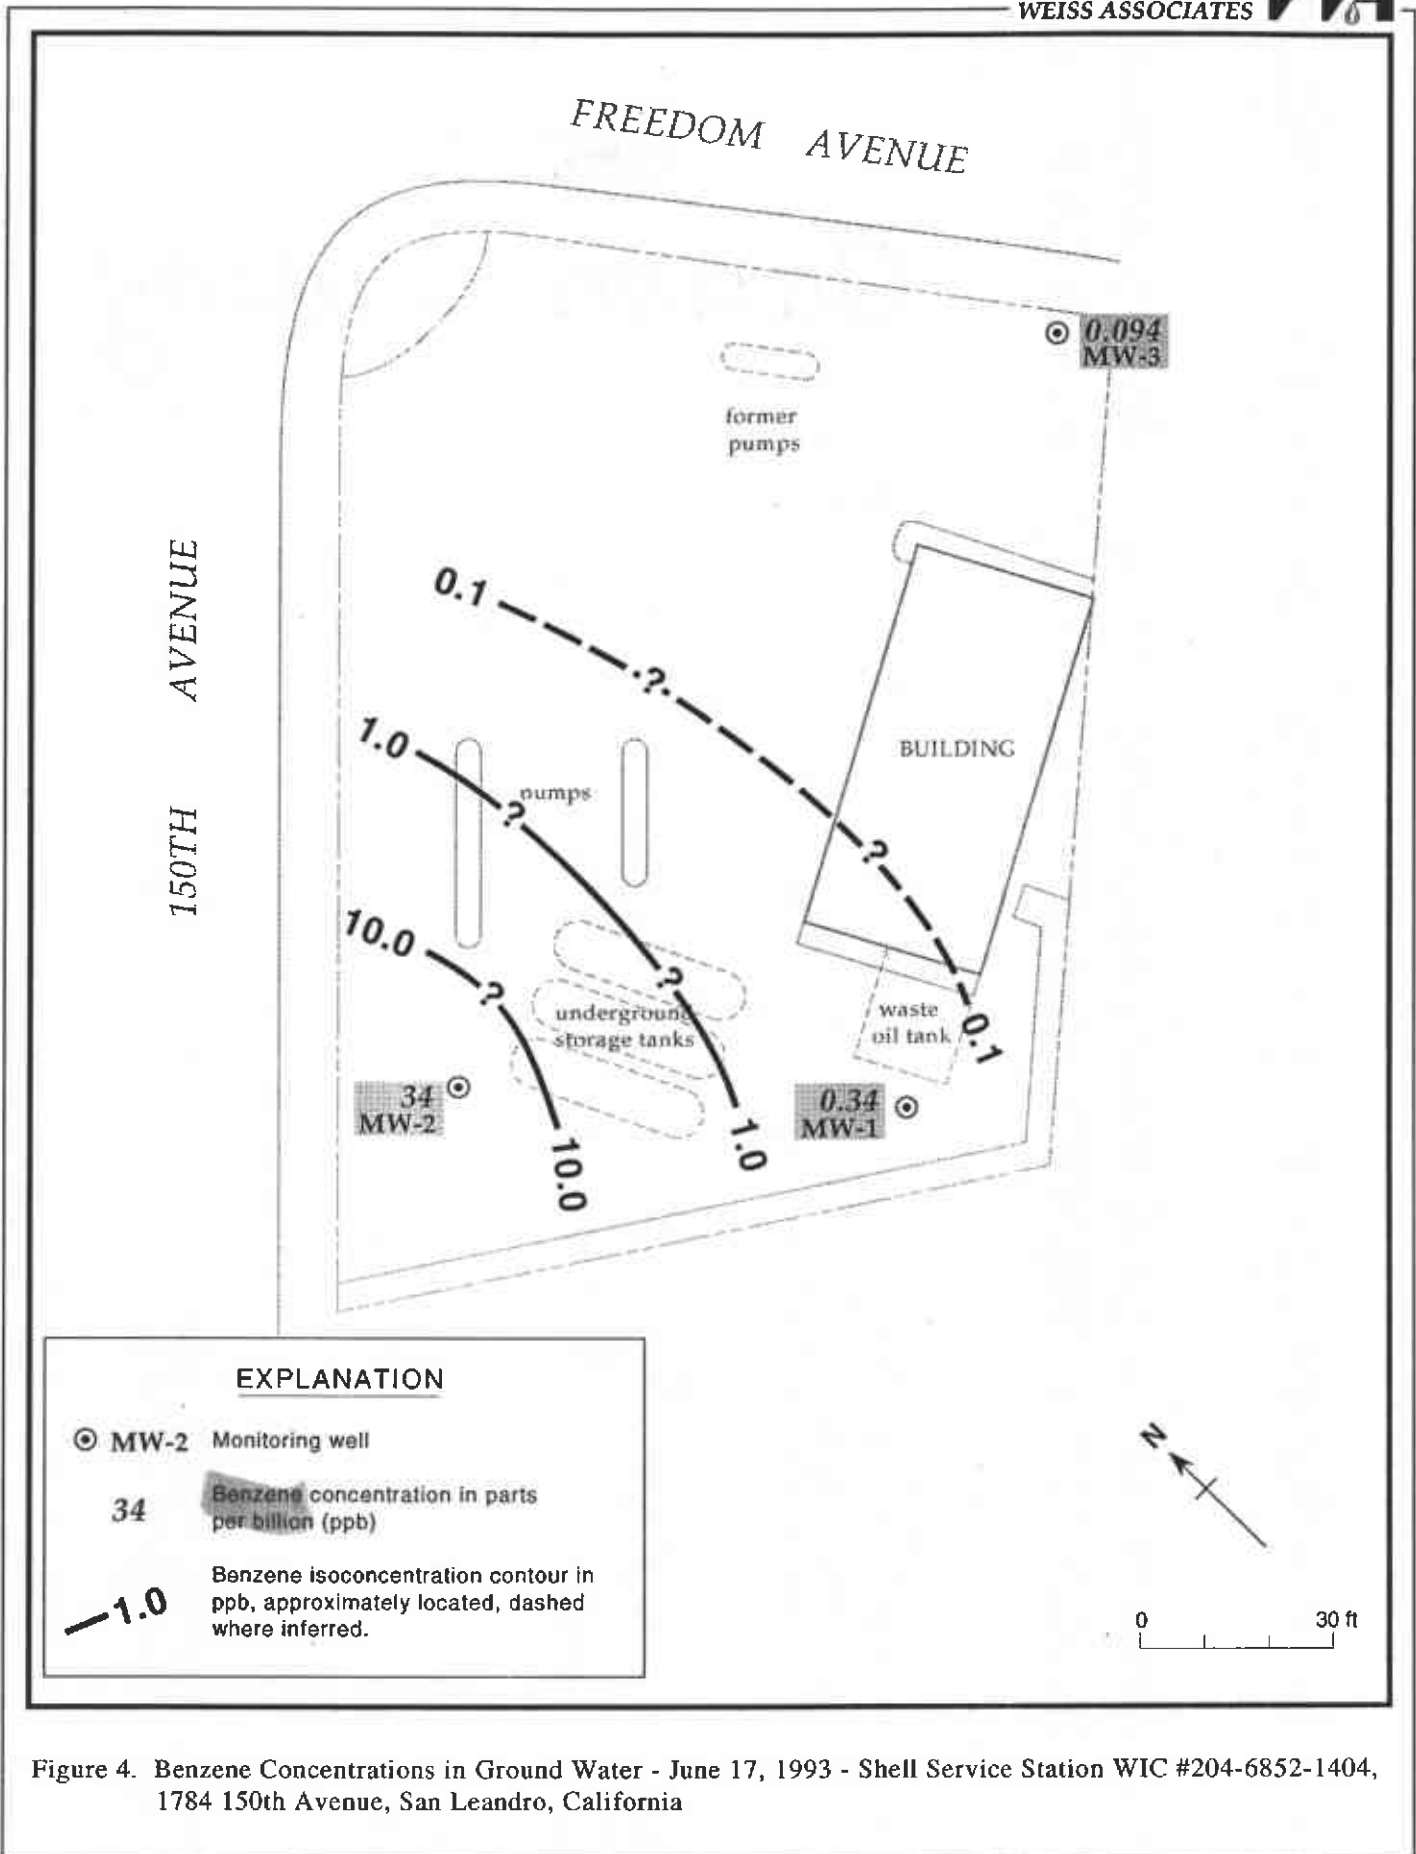 WEISS ASSOCIATES
FREEDOM AVENUE
0.094
MW-3
former
pumps
150TH AVENUE
0.1
?
1.0
pumps
?
BUILDING
?
10.0
?
?
underground
storage tanks
waste
oil tank
0.1
34
MW-2
0.34
MW-1
1.0
10.0
EXPLANATION
MW-2 Monitoring well
34 Benzene concentration in parts
per billion (ppb)
1.0 Benzene isoconcentration contour in
ppb, approximately located, dashed
where inferred.
N
0 30 ft
Figure 4. Benzene Concentrations in Ground Water - June 17, 1993 - Shell Service Station WIC #204-6852-1404,
1784 150th Avenue, San Leandro, California